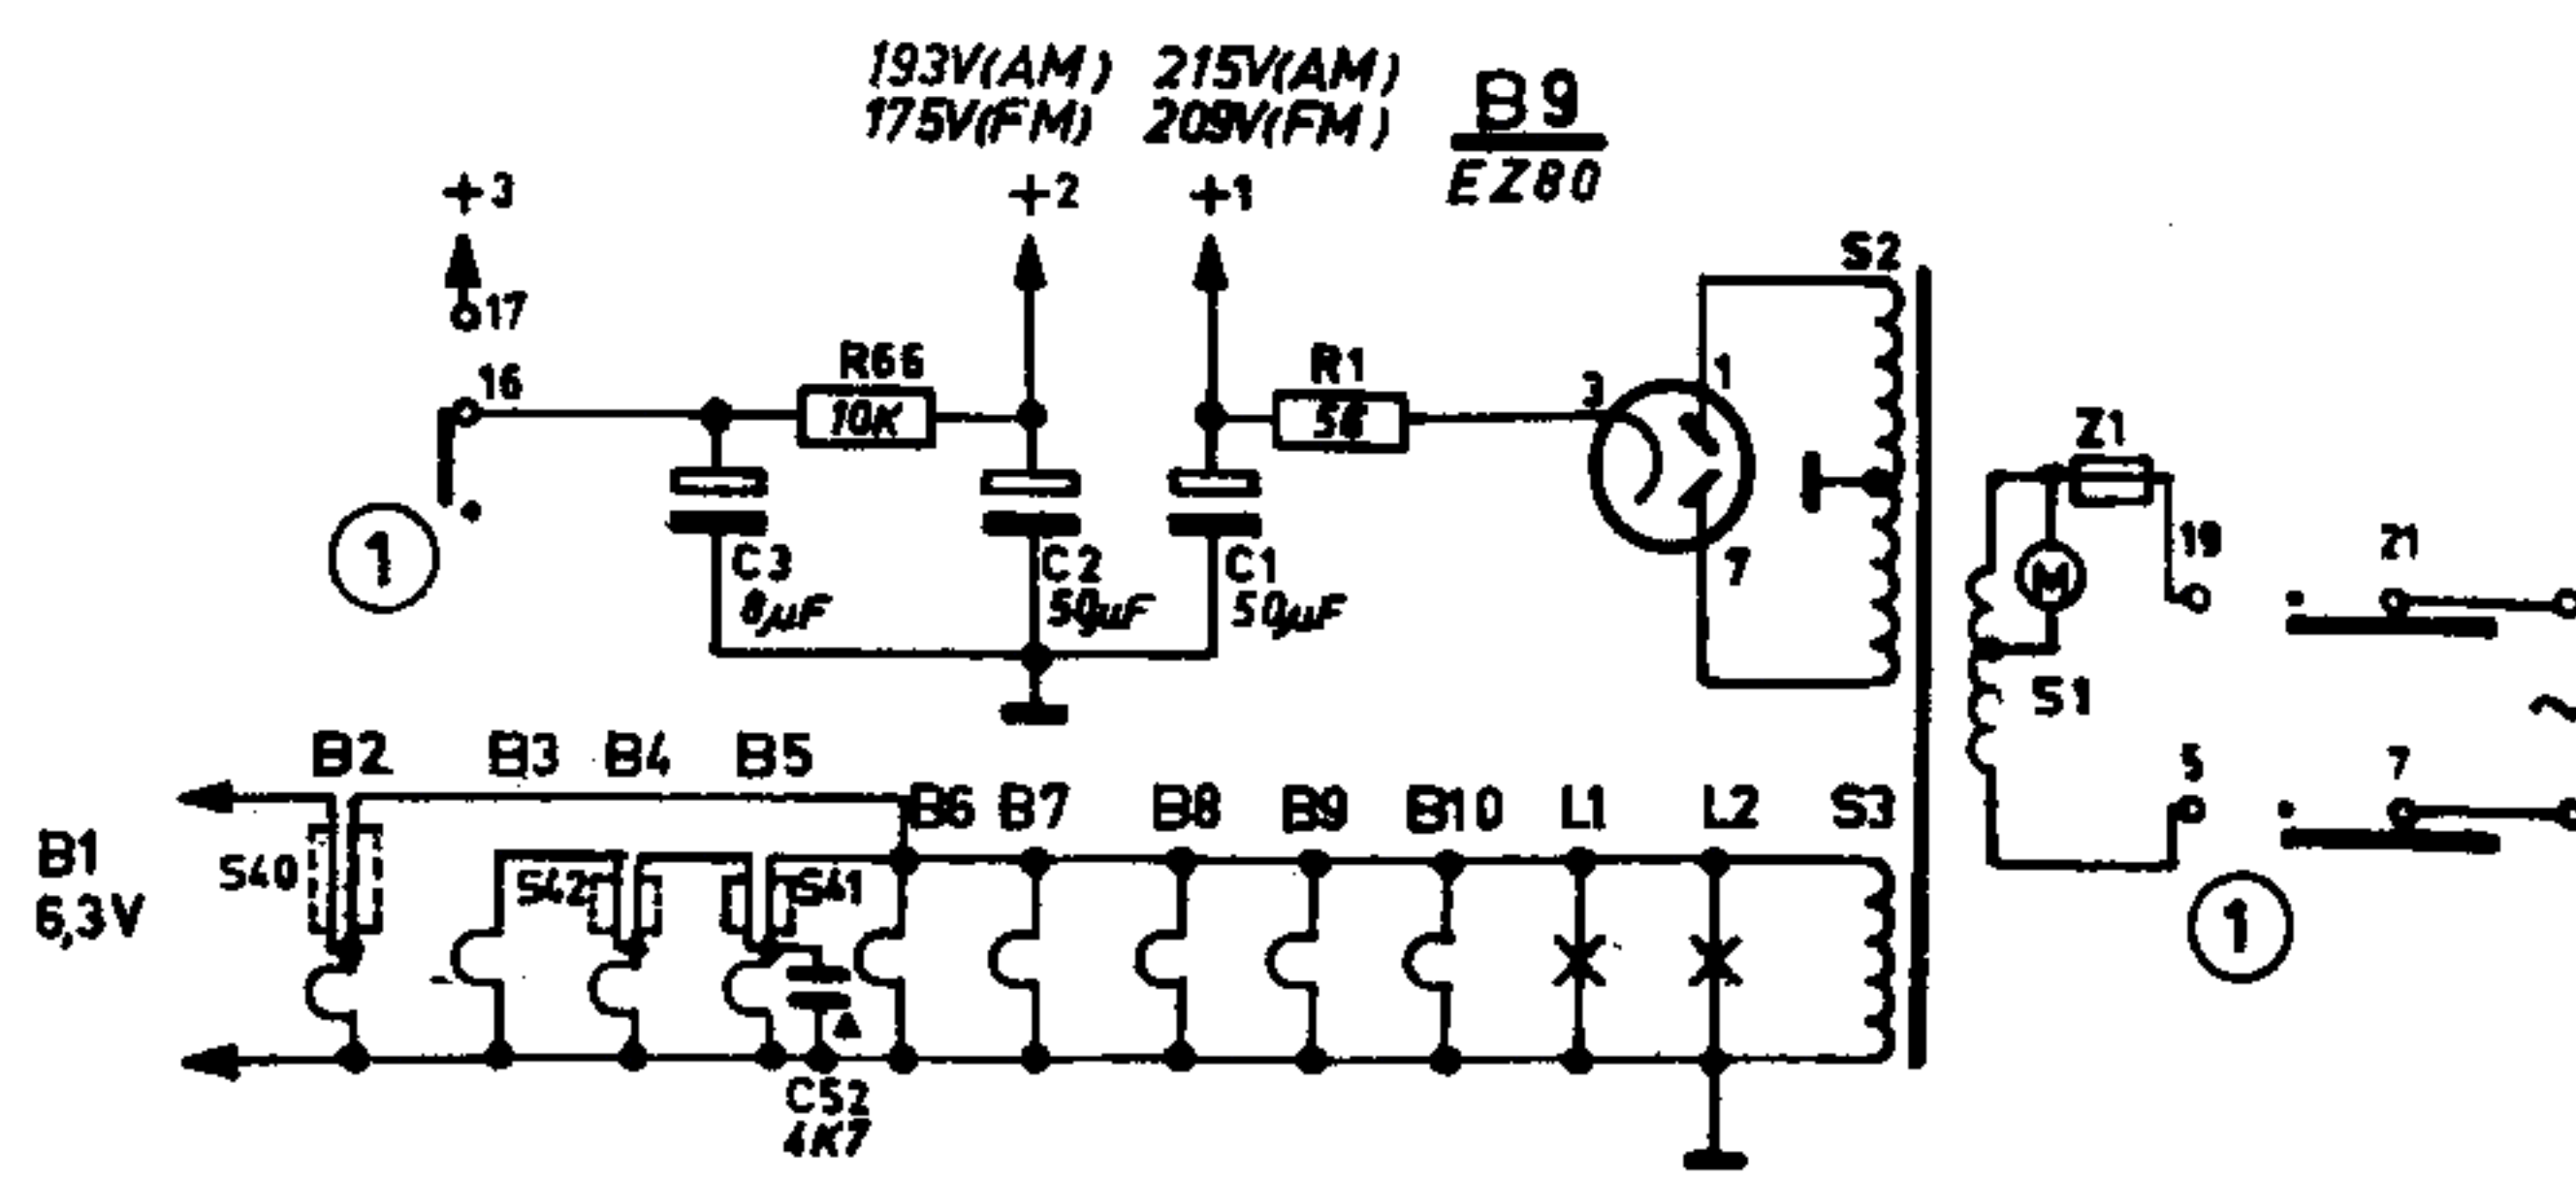 193V(AM) 215V(AM) B9
175V(FM) 209V(FM)
EZ80
+3 +2 +1
S2
17
R66 R1
16 3 1
10K 56
Z1
1
C3 C2 C1 7 19 21
8µF 50µF 50µF M
S1
~
B2 B3 B4 B5
5 7
B6 B7 B8 B9 B10 L1 L2 S3
B1 S40 S42 S41
6,3V 1
C52
4K7